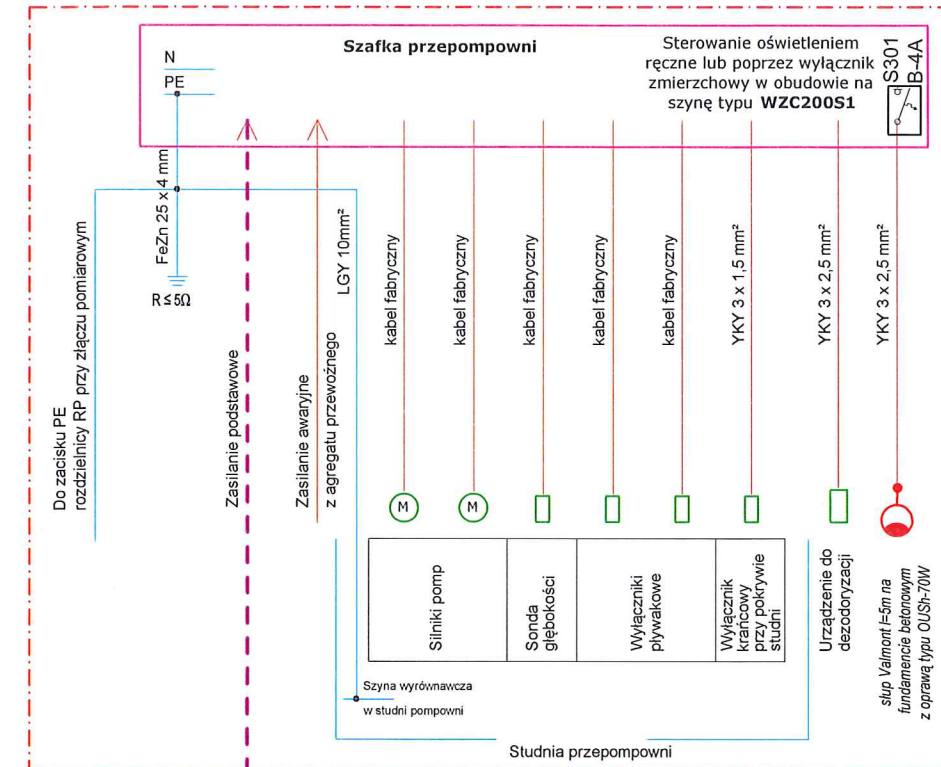 N
PE
Szafka przepompowni
Sterowanie oświetleniem
ręczne lub poprzez wyłącznik
zmierzchowy w obudowie na
szynę typu WZC200S1
S301
B-4A
Do zacisku PE
rozdzielnicy RP przy złączu pomiarowym
FeZn 25 x 4 mm
R ≤ 5Ω
Zasilanie podstawowe
Zasilanie awaryjne
z agregatu przewoźnego
LGY 10mm²
kabel fabryczny
kabel fabryczny
kabel fabryczny
kabel fabryczny
kabel fabryczny
YKY 3 x 1,5 mm²
YKY 3 x 2,5 mm²
YKY 3 x 2,5 mm²
M
M
Silniki pomp
Sonda
głębokości
Wyłączniki
pływakowe
Wyłącznik
krańcowy
przy pokrywie
studni
Urządzenie do
dezodoryzacji
słup Valmont l=5m na
fundamencie betonowym
z oprawą typu OUSh-70W
Szyna wyrównawcza
w studni pompowni
Studnia przepompowni